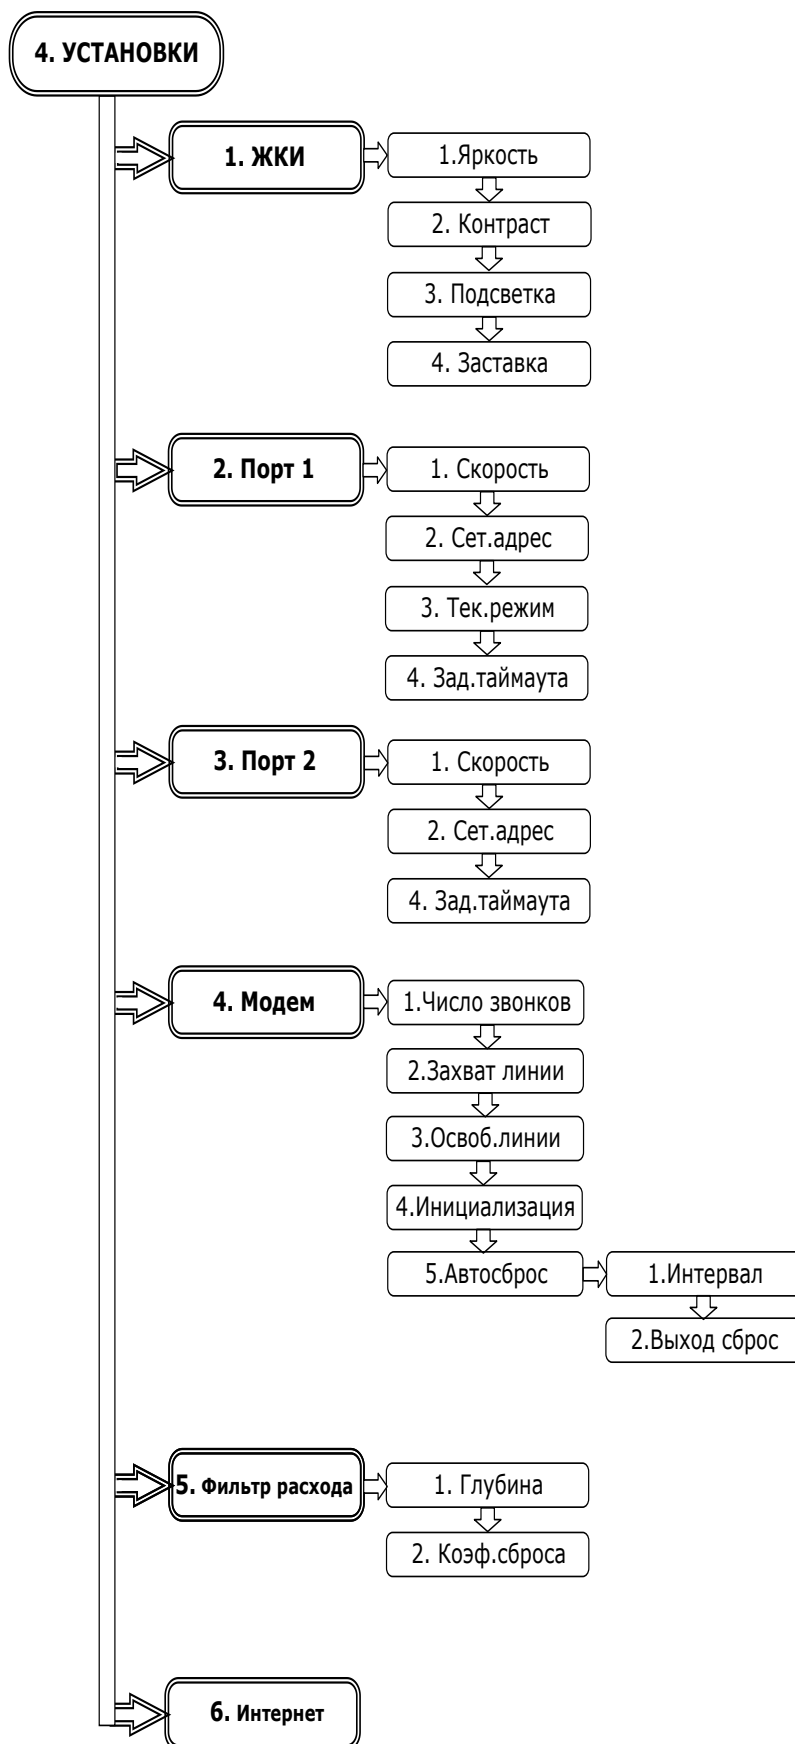 4. УСТАНОВКИ
1. ЖКИ
1.Яркость
2. Контраст
3. Подсветка
4. Заставка
2. Порт 1
1. Скорость
2. Сет.адрес
3. Тек.режим
4. Зад.таймаута
3. Порт 2
1. Скорость
2. Сет.адрес
4. Зад.таймаута
4. Модем
1.Число звонков
2.Захват линии
3.Освоб.линии
4.Инициализация
5.Автосброс
1.Интервал
2.Выход сброс
5. Фильтр расхода
1. Глубина
2. Коэф.сброса
6. Интернет